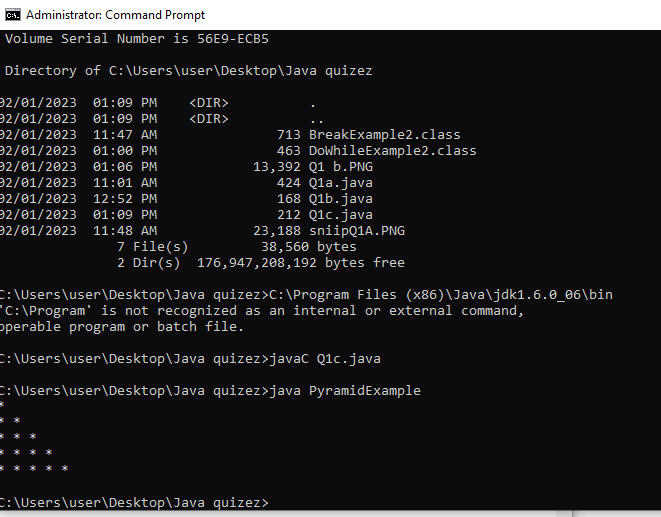 Administrator: Command Prompt
Volume Serial Number is 56E9-ECB5
Directory of C:\Users\user\Desktop\Java quizez
02/01/2023  01:09 PM    <DIR>          .
02/01/2023  01:09 PM    <DIR>          ..
02/01/2023  11:47 AM               713 BreakExample2.class
02/01/2023  01:00 PM               463 DoWhileExample2.class
02/01/2023  01:06 PM            13,392 Q1 b.PNG
02/01/2023  11:01 AM               424 Q1a.java
02/01/2023  12:52 PM               168 Q1b.java
02/01/2023  01:09 PM               212 Q1c.java
02/01/2023  11:48 AM            23,188 sniipQ1A.PNG
7 File(s)         38,560 bytes
2 Dir(s)  176,947,208,192 bytes free
C:\Users\user\Desktop\Java quizez>C:\Program Files (x86)\Java\jdk1.6.0_06\bin
'C:\Program' is not recognized as an internal or external command,
operable program or batch file.
C:\Users\user\Desktop\Java quizez>javaC Q1c.java
C:\Users\user\Desktop\Java quizez>java PyramidExample
*
* *
* * *
* * * *
* * * * *
C:\Users\user\Desktop\Java quizez>